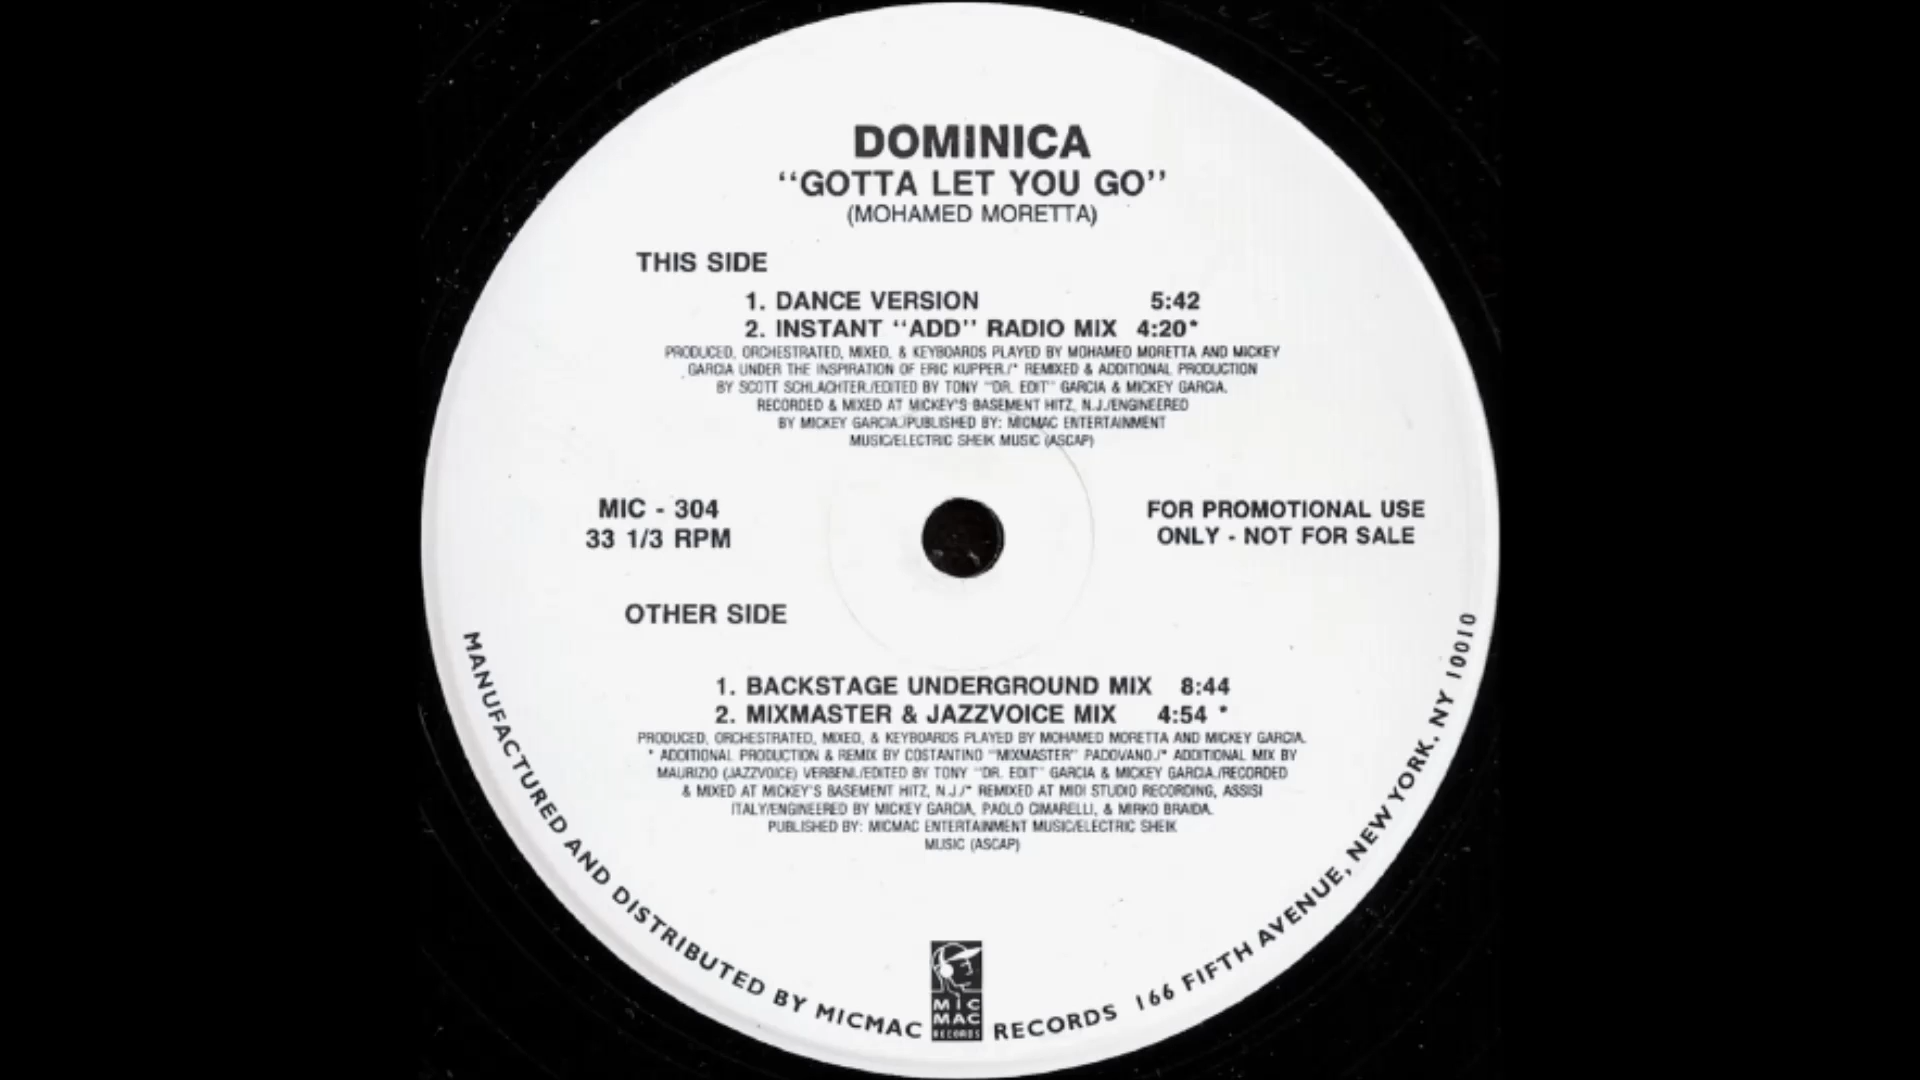 DOMINICA
‘‘GOTTA LET YOU GO’’
(MOHAMED MORETTA)
THIS SIDE
1. DANCE VERSION 5:42
2. INSTANT ‘‘ADD’’ RADIO MIX 4:20*
PRODUCED, ORCHESTRATED, MIXED, & KEYBOARDS PLAYED BY MOHAMED MORETTA AND MICKEY
GARCIA UNDER THE INSPIRATION OF ERIC KUPPER./* REMIXED & ADDITIONAL PRODUCTION
BY SCOTT SCHLACHTER./EDITED BY TONY ‘‘DR. EDIT’’ GARCIA & MICKEY GARCIA.
RECORDED & MIXED AT MICKEY'S BASEMENT HITZ, N.J./ENGINEERED
BY MICKEY GARCIA./PUBLISHED BY: MICMAC ENTERTAINMENT
MUSIC/ELECTRIC SHEIK MUSIC (ASCAP)
MIC - 304
33 1/3 RPM
FOR PROMOTIONAL USE
ONLY - NOT FOR SALE
OTHER SIDE
1. BACKSTAGE UNDERGROUND MIX 8:44
2. MIXMASTER & JAZZVOICE MIX 4:54 *
PRODUCED, ORCHESTRATED, MIXED, & KEYBOARDS PLAYED BY MOHAMED MORETTA AND MICKEY GARCIA.
* ADDITIONAL PRODUCTION & REMIX BY COSTANTINO ‘‘MIXMASTER’’ PADOVANO./* ADDITIONAL MIX BY
MAURIZIO (JAZZVOICE) VERBENI./EDITED BY TONY ‘‘DR. EDIT’’ GARCIA & MICKEY GARCIA./RECORDED
& MIXED AT MICKEY'S BASEMENT HITZ, N.J./* REMIXED AT MIDI STUDIO RECORDING, ASSISI
ITALY/ENGINEERED BY MICKEY GARCIA, PAOLO CIMARELLI, & MIRKO BRAIDA.
PUBLISHED BY: MICMAC ENTERTAINMENT MUSIC/ELECTRIC SHEIK
MUSIC (ASCAP)
MANUFACTURED AND DISTRIBUTED BY MICMAC RECORDS 166 FIFTH AVENUE, NEW YORK, NY 10010
MIC
MAC
RECORDS